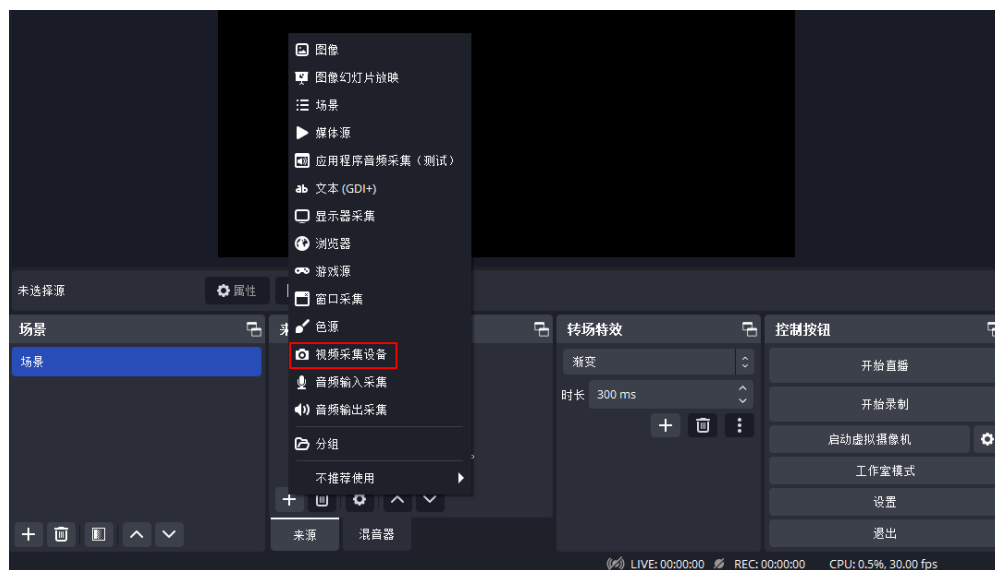 图像
图像幻灯片放映
场景
媒体源
应用程序音频采集（测试）
ab 文本 (GDI+)
显示器采集
浏览器
游戏源
窗口采集
色源
视频采集设备
音频输入采集
音频输出采集
分组
不推荐使用
未选择源 属性
场景
场景
来源 混音器
转场特效
渐变
时长 300 ms
控制按钮
开始直播
开始录制
启动虚拟摄像机
工作室模式
设置
退出
LIVE: 00:00:00 REC: 00:00:00 CPU: 0.5%, 30.00 fps